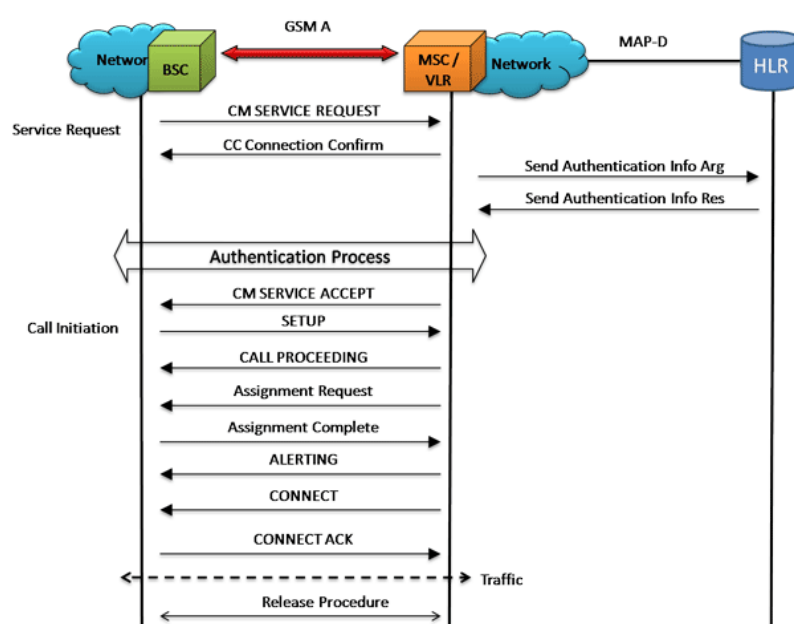 GSM A
MAP-D
Networ
BSC
MSC /
VLR
Network
HLR
CM SERVICE REQUEST
Service Request
CC Connection Confirm
Send Authentication Info Arg
Send Authentication Info Res
Authentication Process
CM SERVICE ACCEPT
Call Initiation
SETUP
CALL PROCEEDING
Assignment Request
Assignment Complete
ALERTING
CONNECT
CONNECT ACK
Traffic
Release Procedure